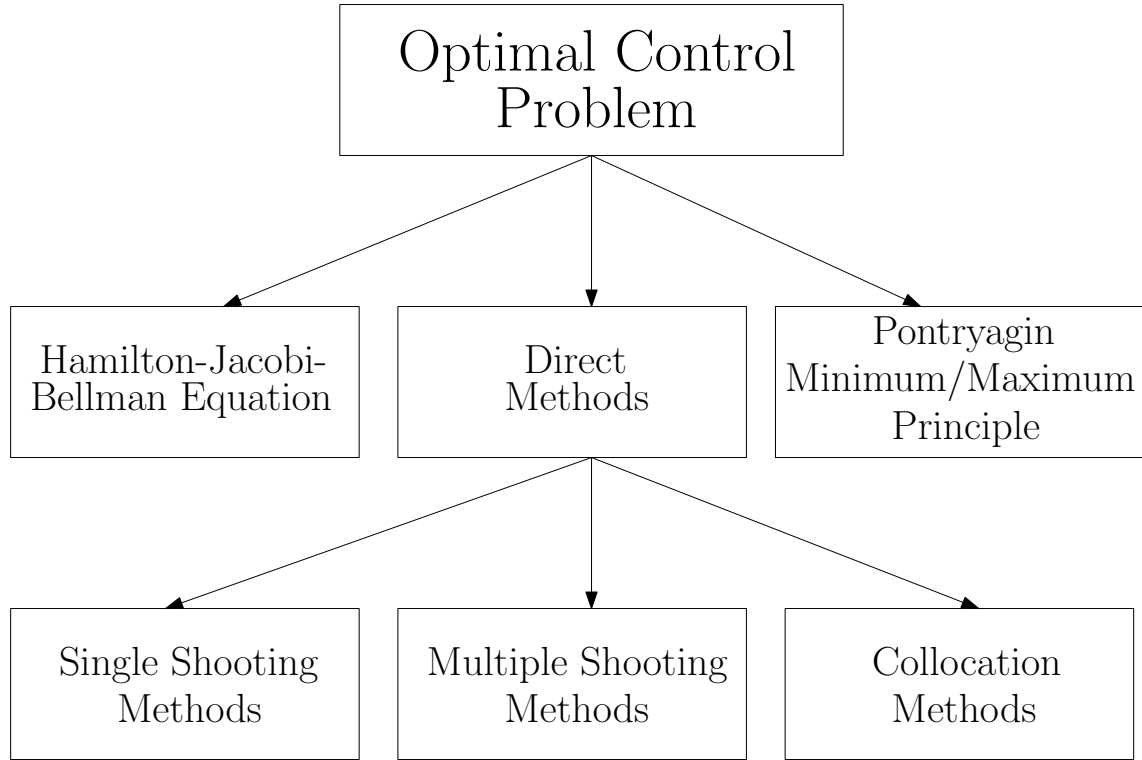 Optimal Control
Problem
Hamilton-Jacobi-
Bellman Equation
Direct
Methods
Pontryagin
Minimum/Maximum
Principle
Single Shooting
Methods
Multiple Shooting
Methods
Collocation
Methods